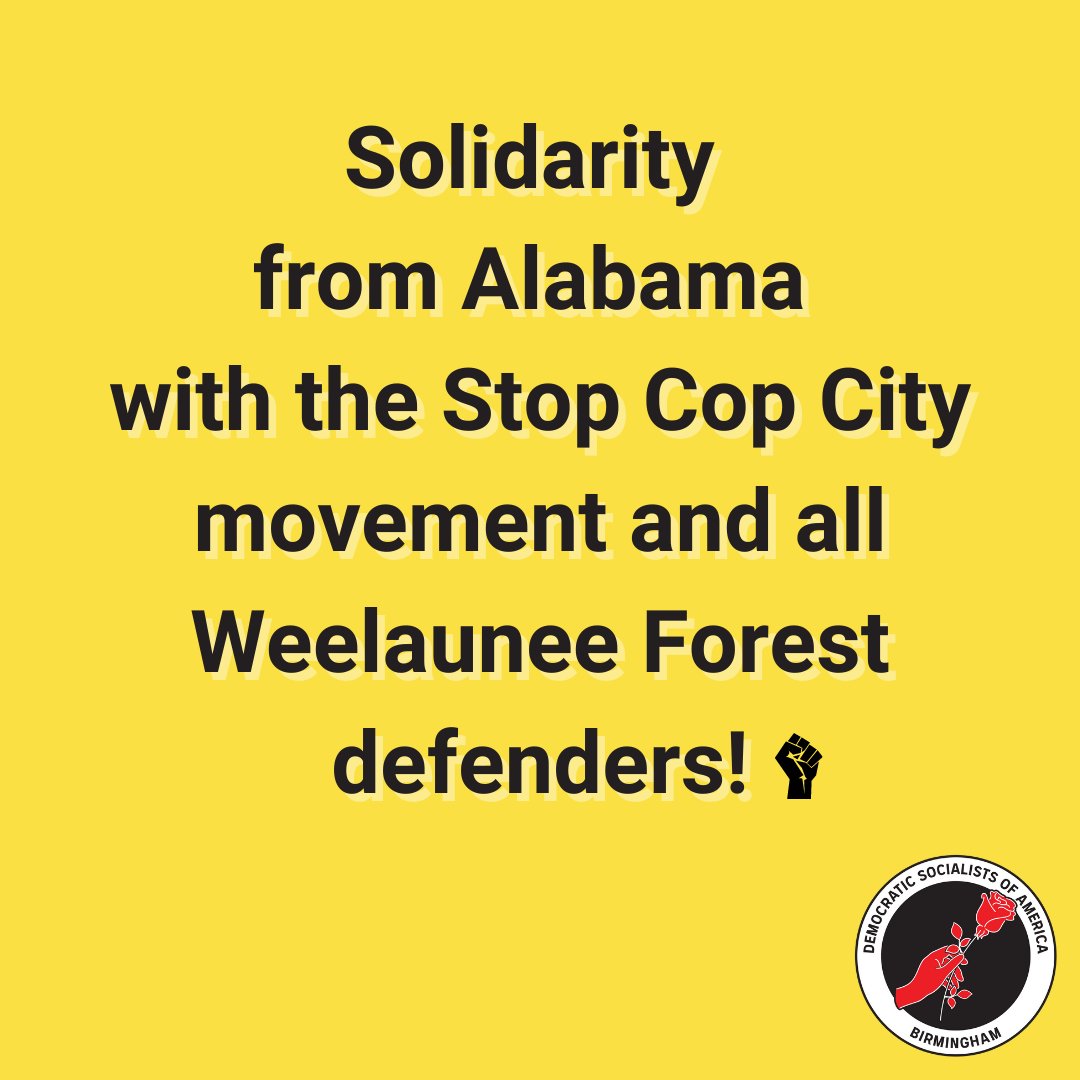 Solidarity
from Alabama
with the Stop Cop City
movement and all
Weelaunee Forest
defenders!
DEMOCRATIC SOCIALISTS OF AMERICA
BIRMINGHAM